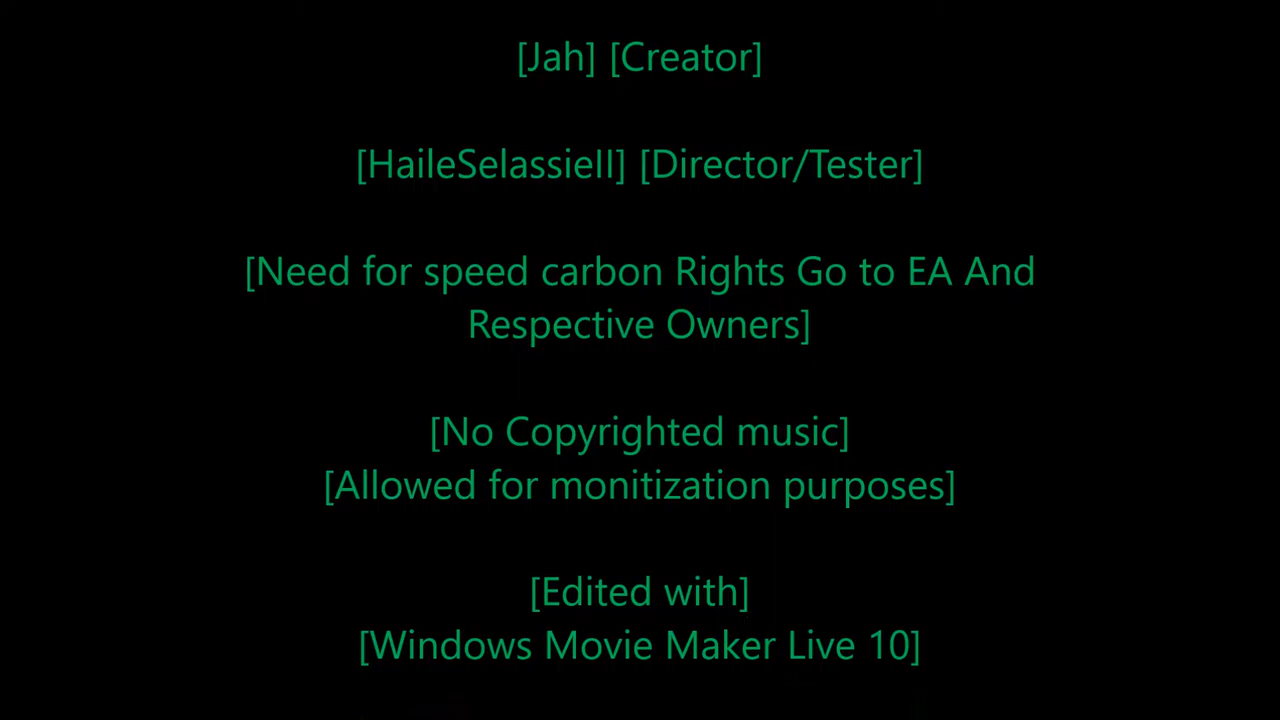 [Jah] [Creator]
[HaileSelassieII] [Director/Tester]
[Need for speed carbon Rights Go to EA And
Respective Owners]
[No Copyrighted music]
[Allowed for monitization purposes]
[Edited with]
[Windows Movie Maker Live 10]